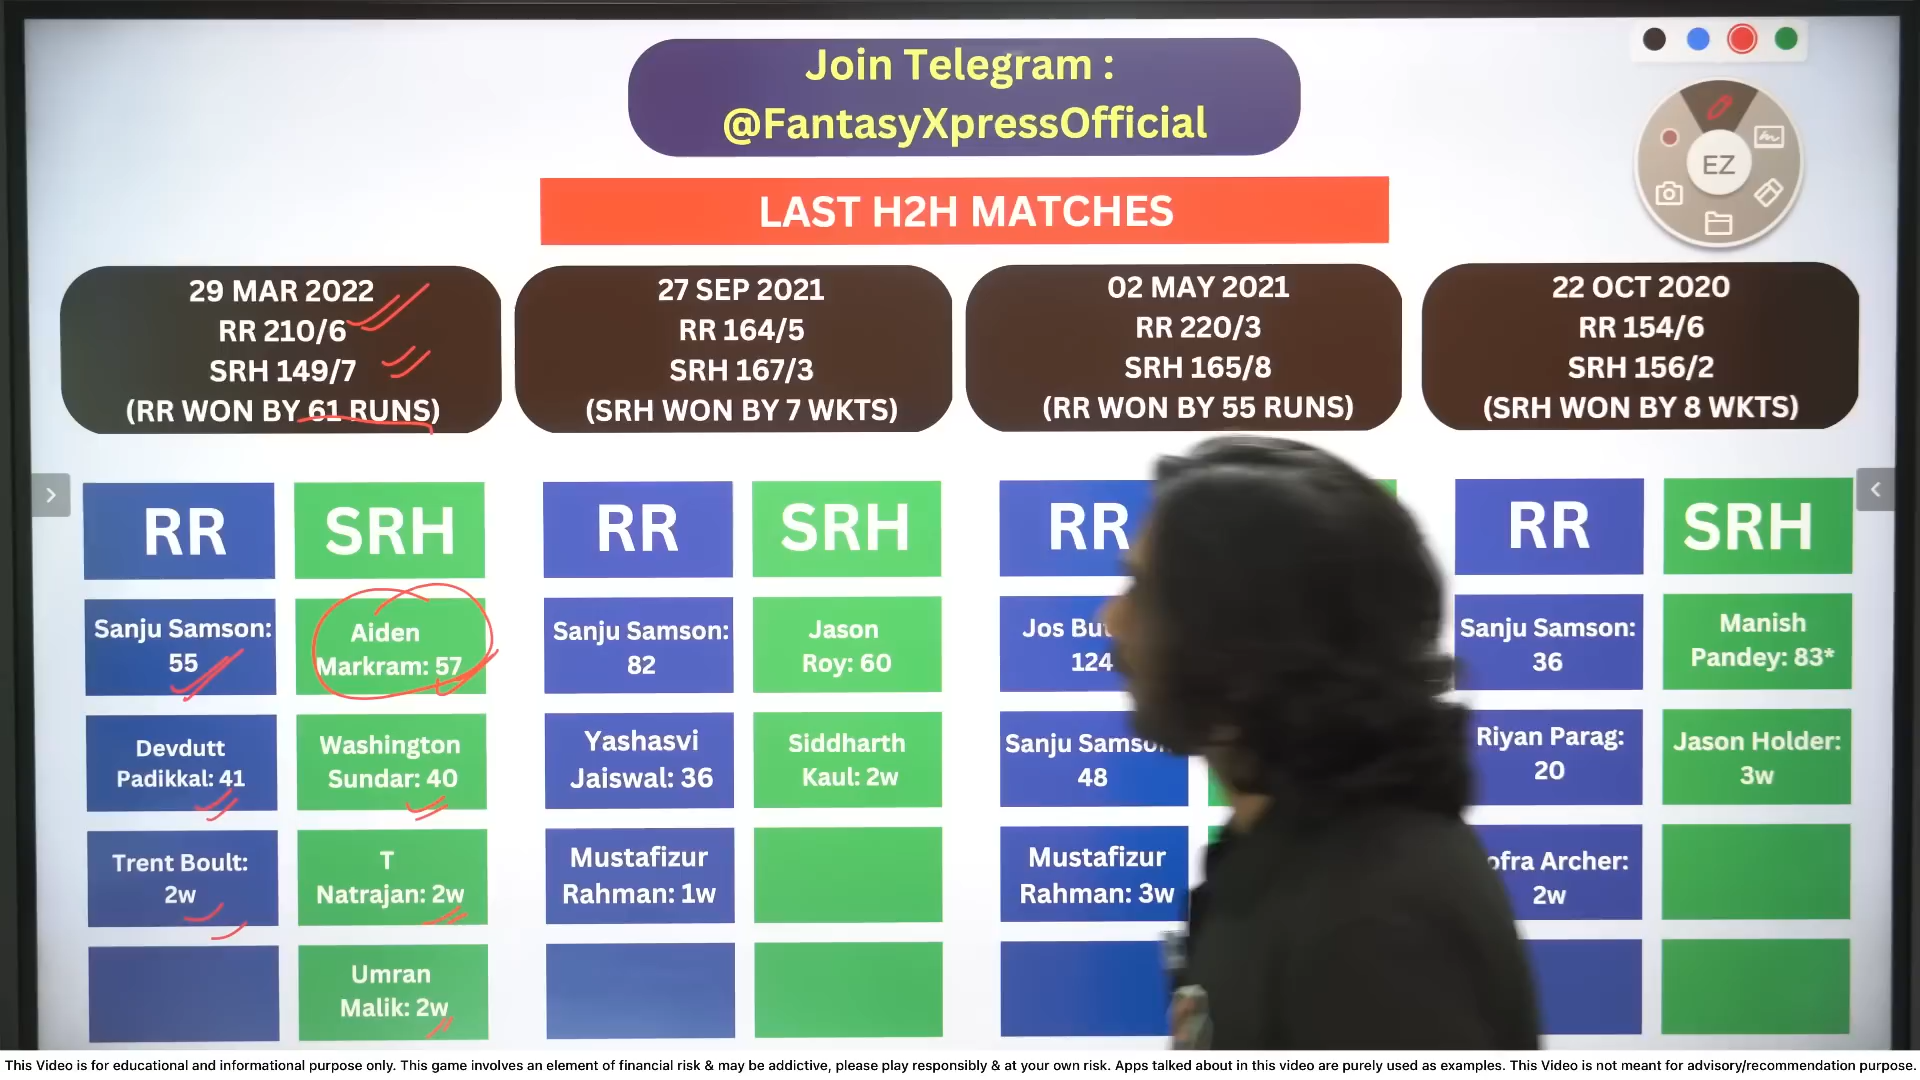 Join Telegram :
@FantasyXpressOfficial
EZ
LAST H2H MATCHES
29 MAR 2022
RR 210/6
SRH 149/7
(RR WON BY 61 RUNS)
27 SEP 2021
RR 164/5
SRH 167/3
(SRH WON BY 7 WKTS)
02 MAY 2021
RR 220/3
SRH 165/8
(RR WON BY 55 RUNS)
22 OCT 2020
RR 154/6
SRH 156/2
(SRH WON BY 8 WKTS)
RR
SRH
Sanju Samson:
55
Aiden
Markram: 57
Devdutt
Padikkal: 41
Washington
Sundar: 40
Trent Boult:
2w
T
Natrajan: 2w
Umran
Malik: 2w
RR
SRH
Sanju Samson:
82
Jason
Roy: 60
Yashasvi
Jaiswal: 36
Siddharth
Kaul: 2w
Mustafizur
Rahman: 1w
RR
Jos
124
Sanju
48
Mustafizur
Rahman: 3w
RR
SRH
Sanju Samson:
36
Manish
Pandey: 83*
Riyan Parag:
20
Jason Holder:
3w
Archer:
2w
This Video is for educational and informational purpose only. This game involves an element of financial risk & may be addictive, please play responsibly & at your own risk. Apps talked about in this video are purely used as examples. This Video is not meant for advisory/recommendation purpose.